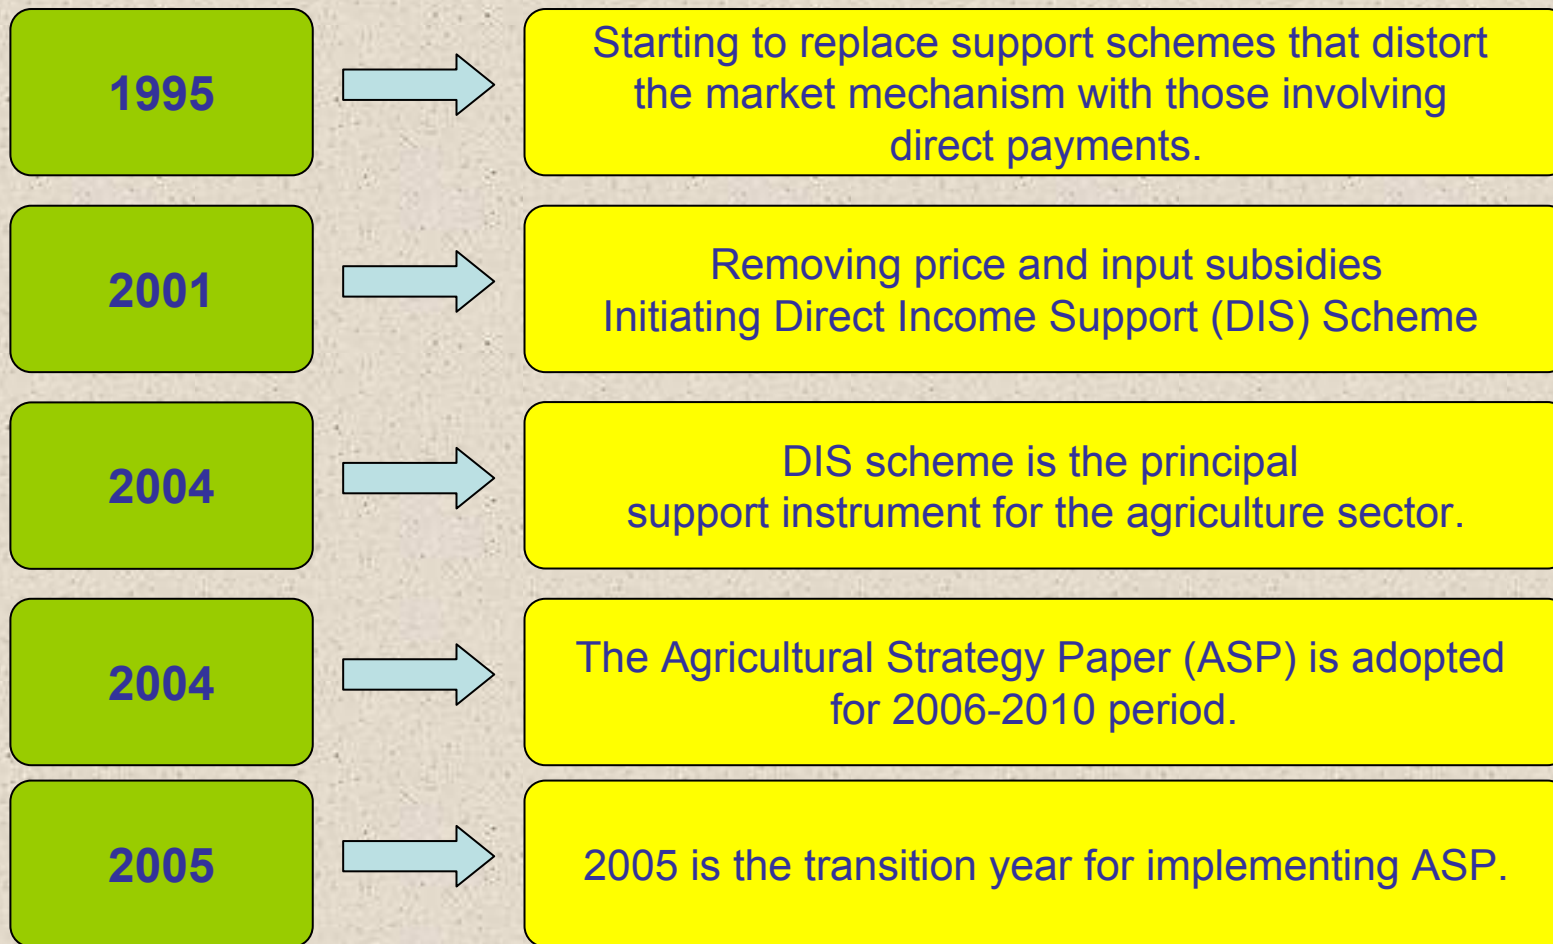 1995
Starting to replace support schemes that distort
the market mechanism with those involving
direct payments.
2001
Removing price and input subsidies
Initiating Direct Income Support (DIS) Scheme
2004
DIS scheme is the principal
support instrument for the agriculture sector.
2004
The Agricultural Strategy Paper (ASP) is adopted
for 2006-2010 period.
2005
2005 is the transition year for implementing ASP.